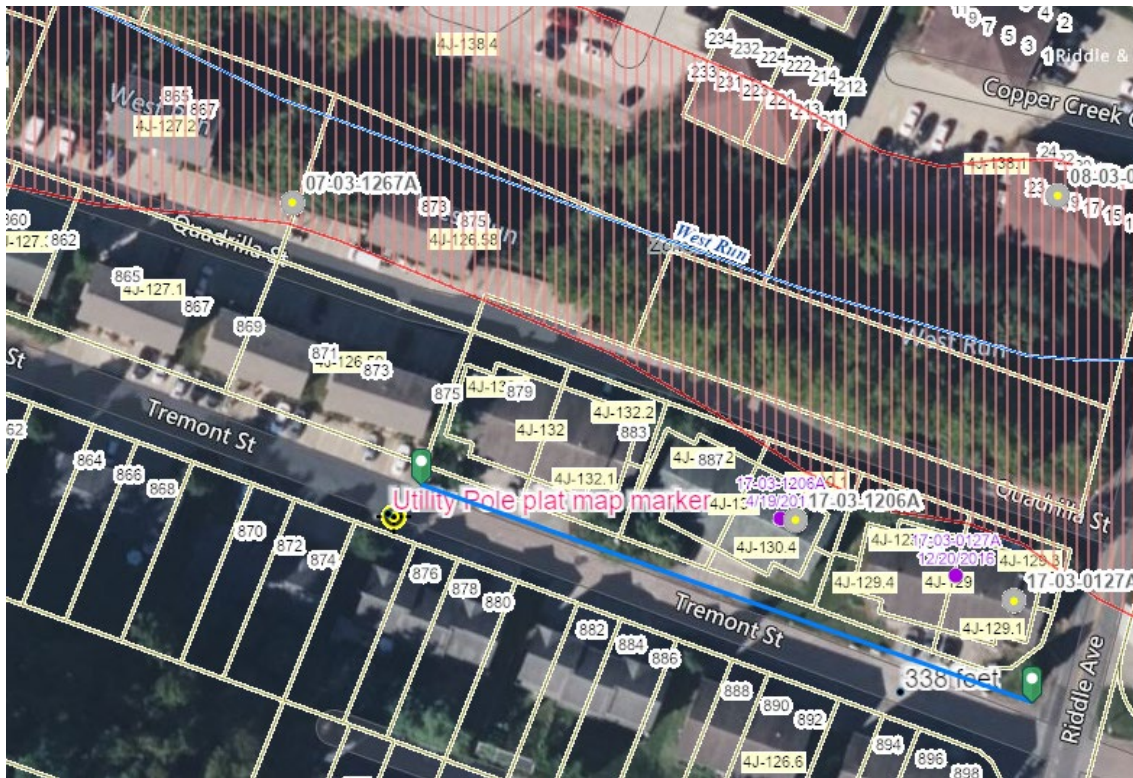 4J-138.4
234
232
224
222
214
212
233
231
211
Riddle &
Copper Creek
4J-138.1
08-03-0
865
867
4J-127.2
07-03-1267A
873
875
4J-126.58
West Run
Quadrilla St
862
865
4J-127.1
867
869
871
873
875
879
4J-132
4J-132.2
883
4J-132.1
887
17-03-1206A
17-03-1206A
4J-130.4
West Run
Quadrilla St
17-03-0127A
12/20/2016
4J-129.3
17-03-0127A
4J-129.4
4J-129
4J-129.1
Tremont St
Utility Pole plat map marker
864
866
868
870
872
874
876
878
880
Tremont St
882
884
886
338 feet
Riddle Ave
888
890
892
4J-126.6
894
896
898